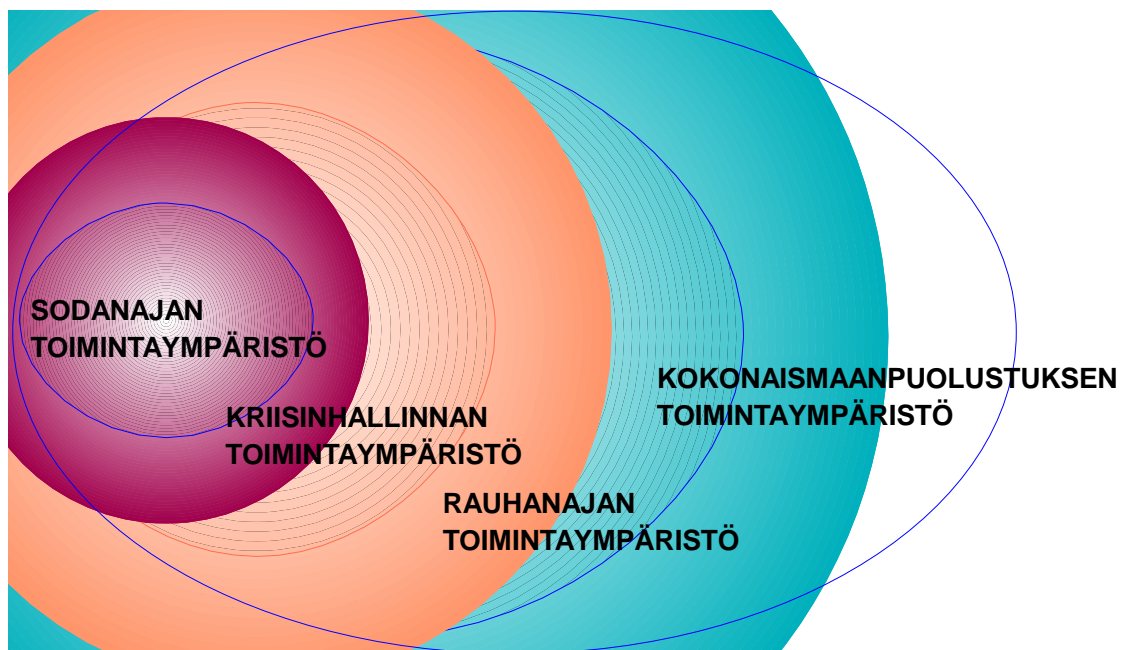 SODANAJAN
TOIMINTAYMPÄRISTÖ
KRIISINHALLINNAN
TOIMINTAYMPÄRISTÖ
RAUHANAJAN
TOIMINTAYMPÄRISTÖ
KOKONAISMAANPUOLUSTUKSEN
TOIMINTAYMPÄRISTÖ